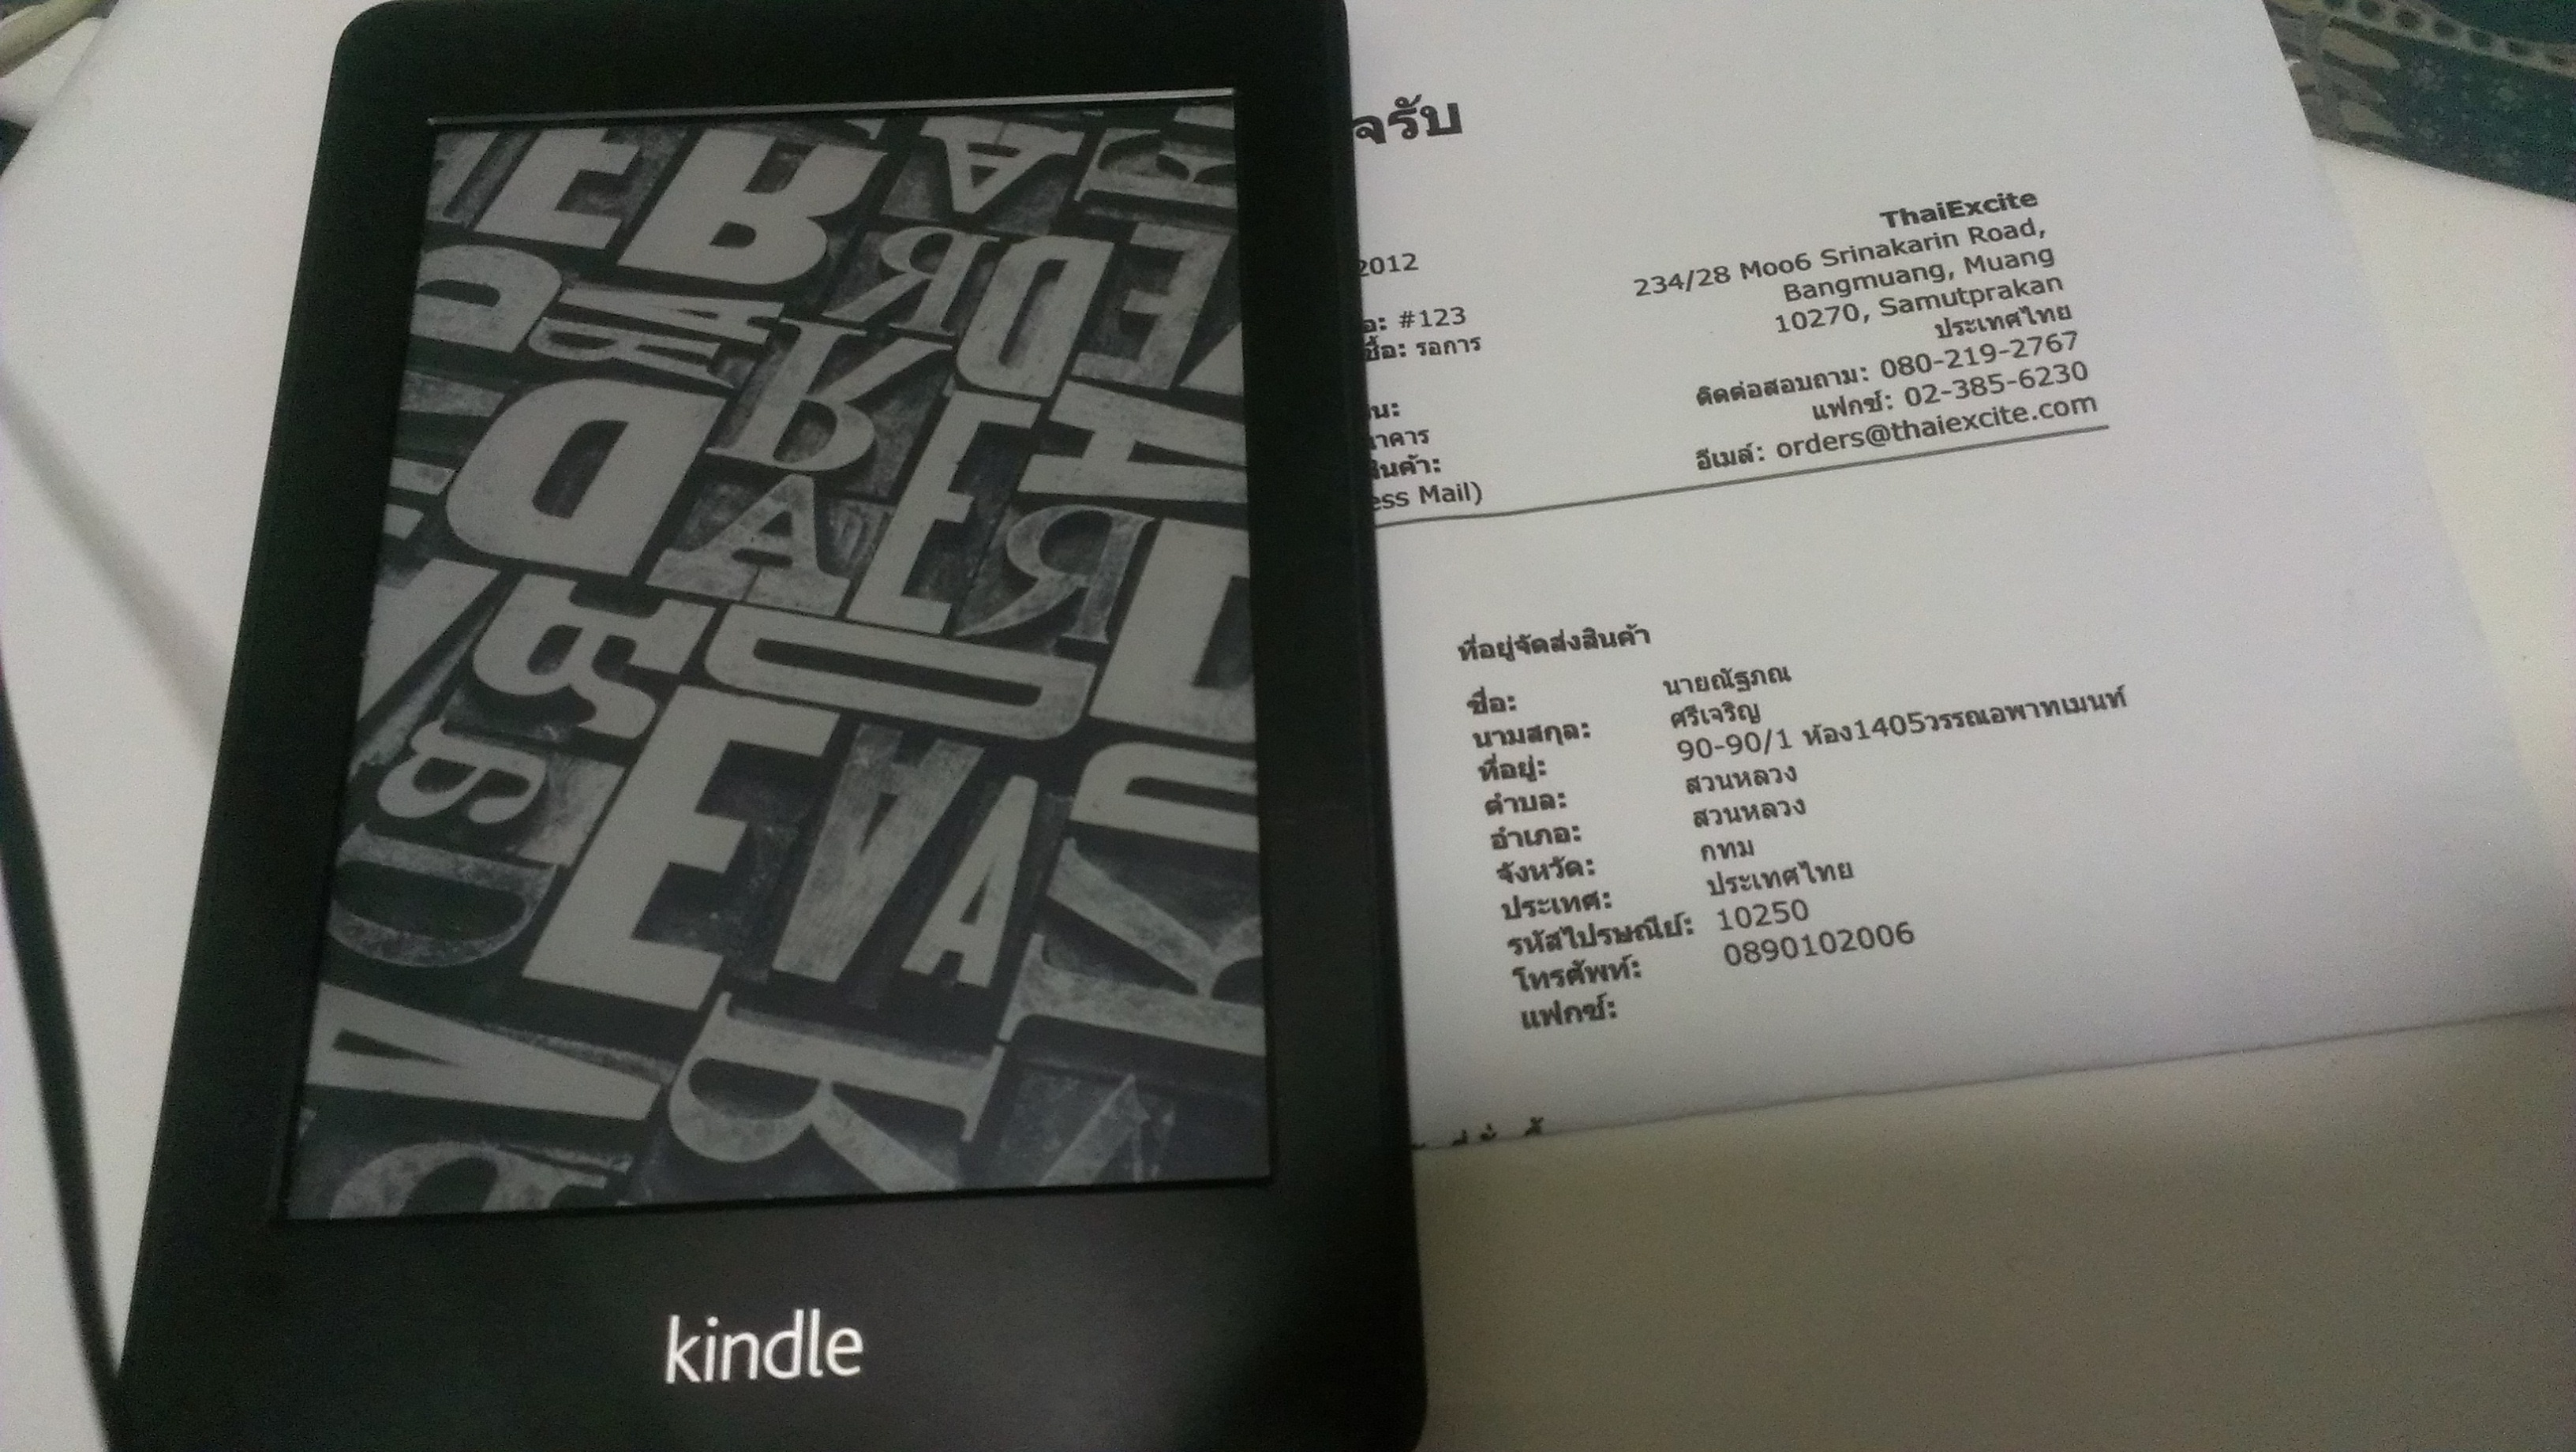 จรับ
ThaiExcite
234/28 Moo6 Srinakarin Road,
Bangmuang, Muang
10270, Samutprakan
ประเทศไทย
ติดต่อสอบถาม: 080-219-2767
แฟกซ์: 02-385-6230
อีเมล์: orders@thaiexcite.com
2012
#123
รอการ
สินค้า:
Mail)
ที่อยู่จัดส่งสินค้า
ชื่อ: นายณัฐภณ
นามสกุล: ศรีเจริญ
ที่อยู่: 90-90/1 ห้อง1405วรรณอพาทเมนท์
ตำบล: สวนหลวง
อำเภอ: สวนหลวง
จังหวัด: กทม
ประเทศ: ประเทศไทย
รหัสไปรษณีย์: 10250
โทรศัพท์: 0890102006
แฟกซ์:
kindle